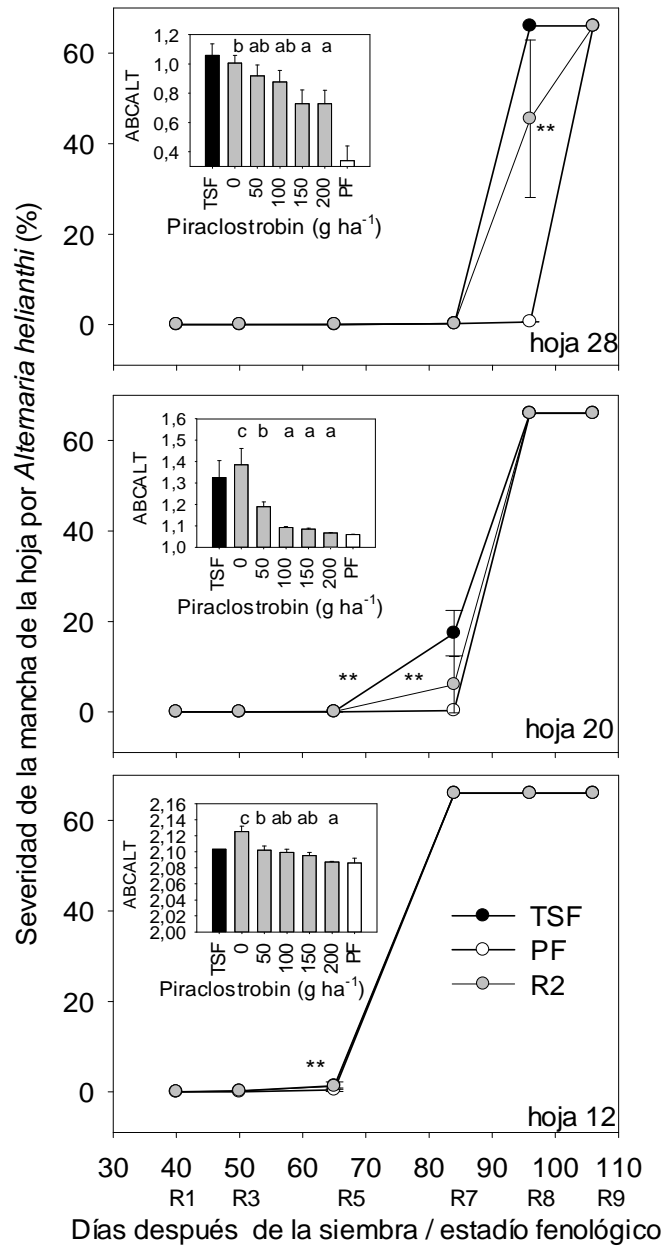 Severidad de la mancha de la hoja por Alternaria helianthi (%)
60
40
20
0
ABCALT
1,2
1,0
0,8
0,6
0,4
b ab ab a a
TSF 0 50 100 150 200 PF
Piraclostrobin (g ha-1)
**
hoja 28
60
40
20
0
ABCALT
1,6
1,5
1,4
1,3
1,2
1,1
1,0
c b a a a
TSF 0 50 100 150 200 PF
Piraclostrobin (g ha-1)
** **
hoja 20
60
40
20
0
ABCALT
2,16
2,14
2,12
2,10
2,08
2,06
2,04
2,02
2,00
c b ab ab a
TSF 0 50 100 150 200 PF
Piraclostrobin (g ha-1)
TSF
PF
R2
**
hoja 12
30 40 50 60 70 80 90 100 110
R1 R3 R5 R7 R8 R9
Días después de la siembra / estadío fenológico